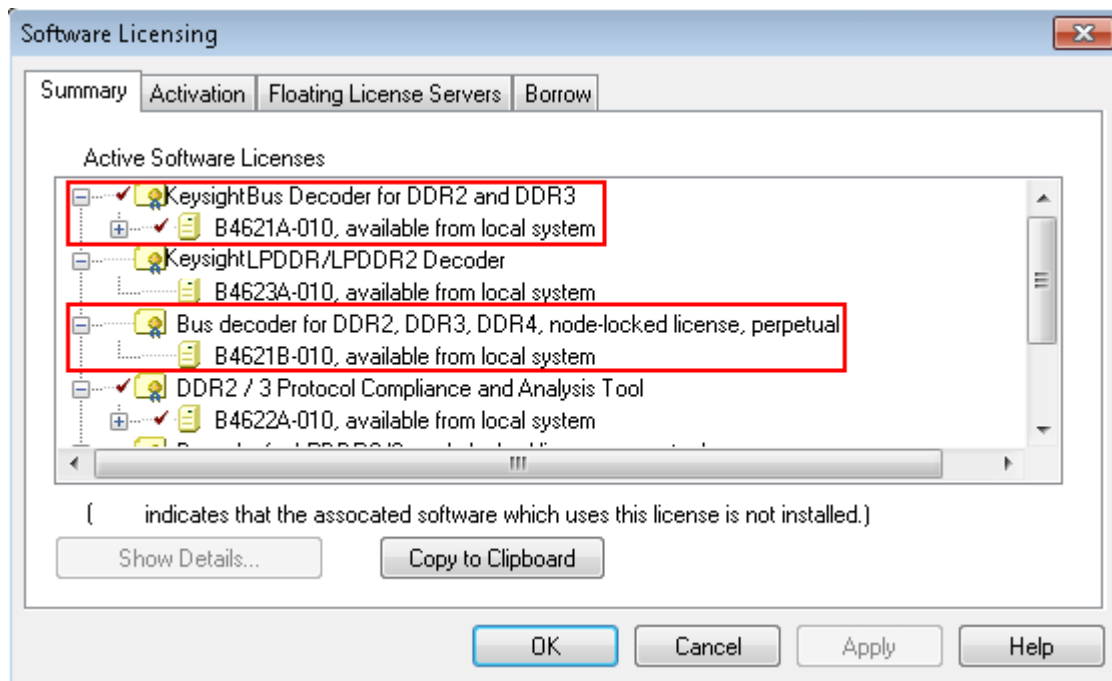 Software Licensing
Summary Activation Floating License Servers Borrow
Active Software Licenses
KeysightBus Decoder for DDR2 and DDR3
B4621A-010, available from local system
KeysightLPDDR/LPDDR2 Decoder
B4623A-010, available from local system
Bus decoder for DDR2, DDR3, DDR4, node-locked license, perpetual
B4621B-010, available from local system
DDR2 / 3 Protocol Compliance and Analysis Tool
B4622A-010, available from local system
( indicates that the assocated software which uses this license is not installed.)
Show Details... Copy to Clipboard
OK Cancel Apply Help